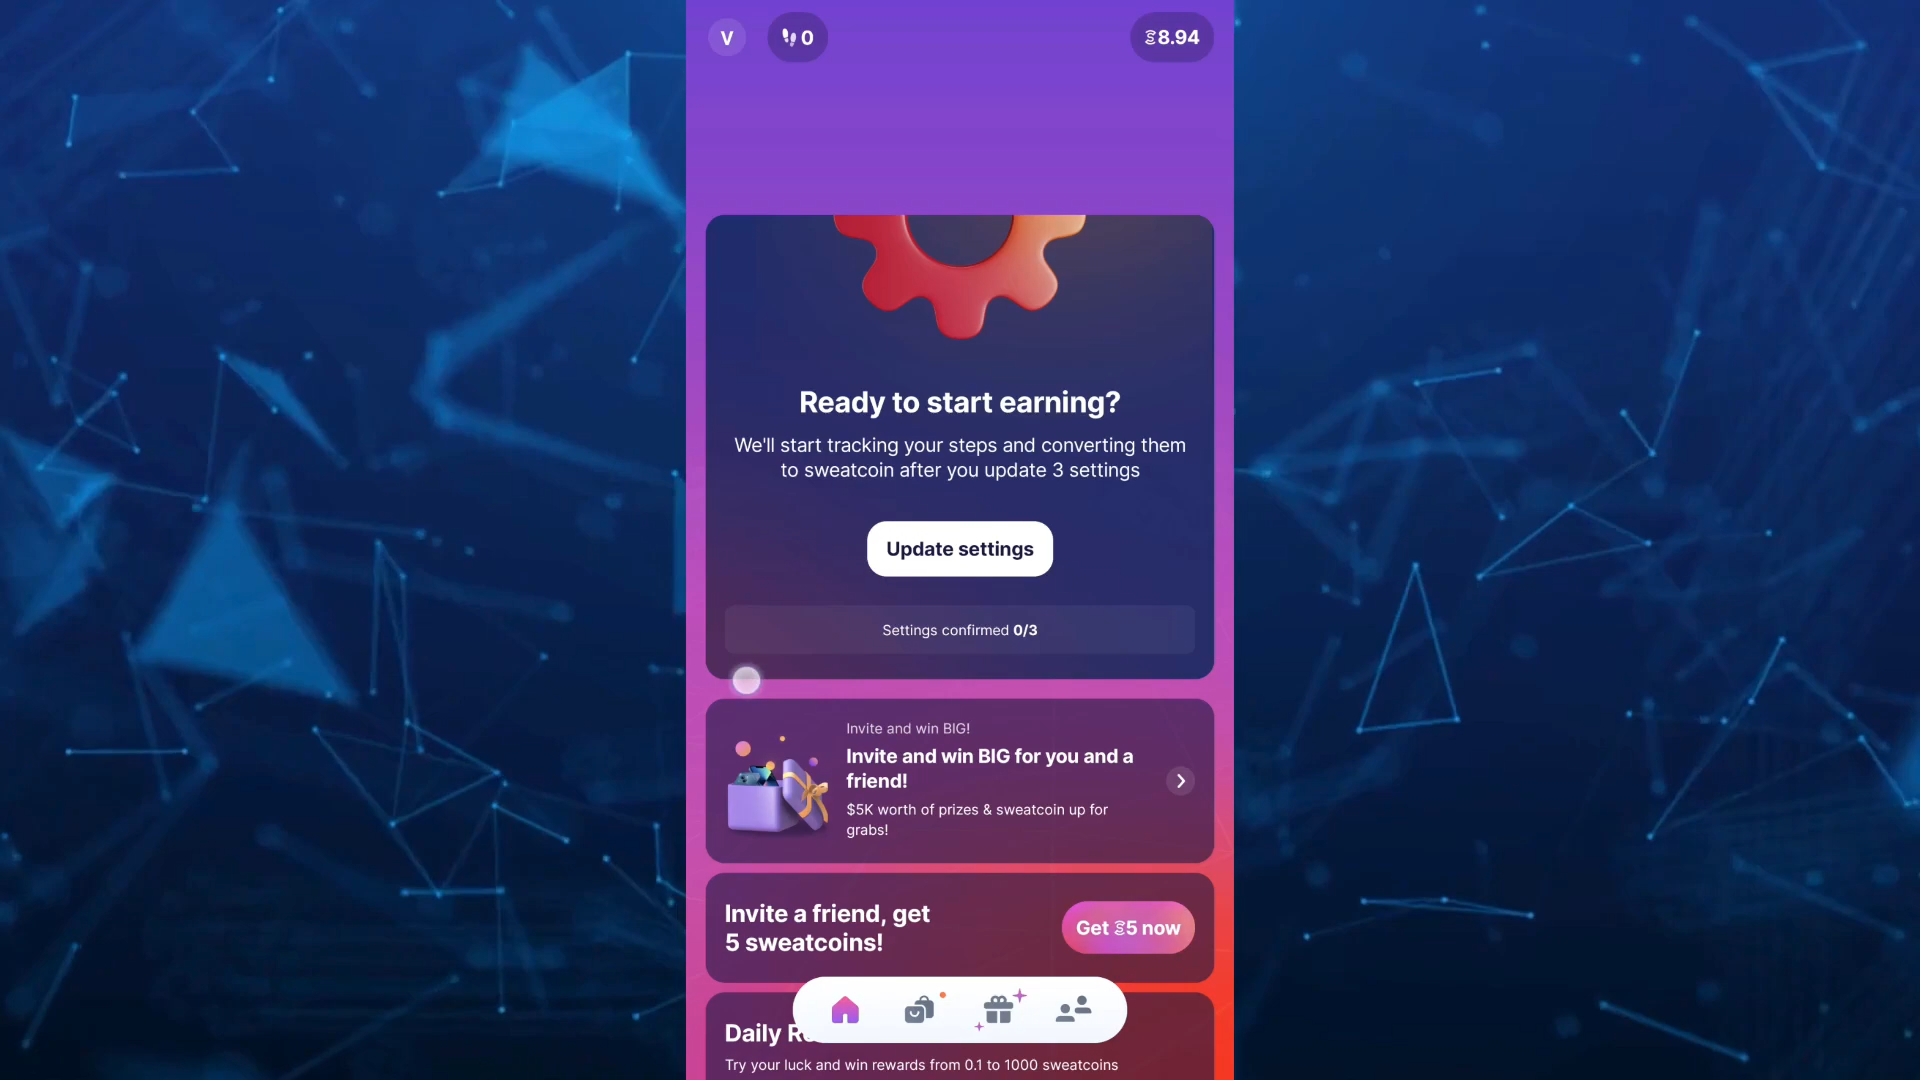 V
0
8.94
Ready to start earning?
We'll start tracking your steps and converting them
to sweatcoin after you update 3 settings
Update settings
Settings confirmed 0/3
Invite and win BIG!
Invite and win BIG for you and a
friend!
$5K worth of prizes & sweatcoin up for
grabs!
Invite a friend, get
5 sweatcoins!
Get 5 now
Daily
Try your luck and win rewards from 0.1 to 1000 sweatcoins